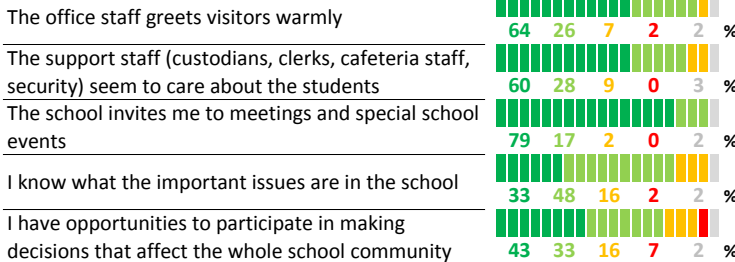 The office staff greets visitors warmly
64 26 7 2 2 %
The support staff (custodians, clerks, cafeteria staff,
security) seem to care about the students
60 28 9 0 3 %
The school invites me to meetings and special school
events
79 17 2 0 2 %
I know what the important issues are in the school
33 48 16 2 2 %
I have opportunities to participate in making
decisions that affect the whole school community
43 33 16 7 2 %